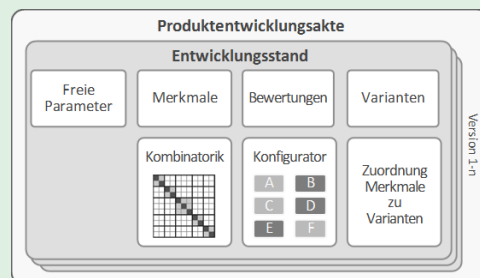 Produktentwicklungsakte
Entwicklungsstand
Freie
Parameter
Merkmale
Bewertungen
Varianten
Kombinatorik
Konfigurator
A B
C D
E F
Zuordnung
Merkmale
zu
Varianten
Version 1-n